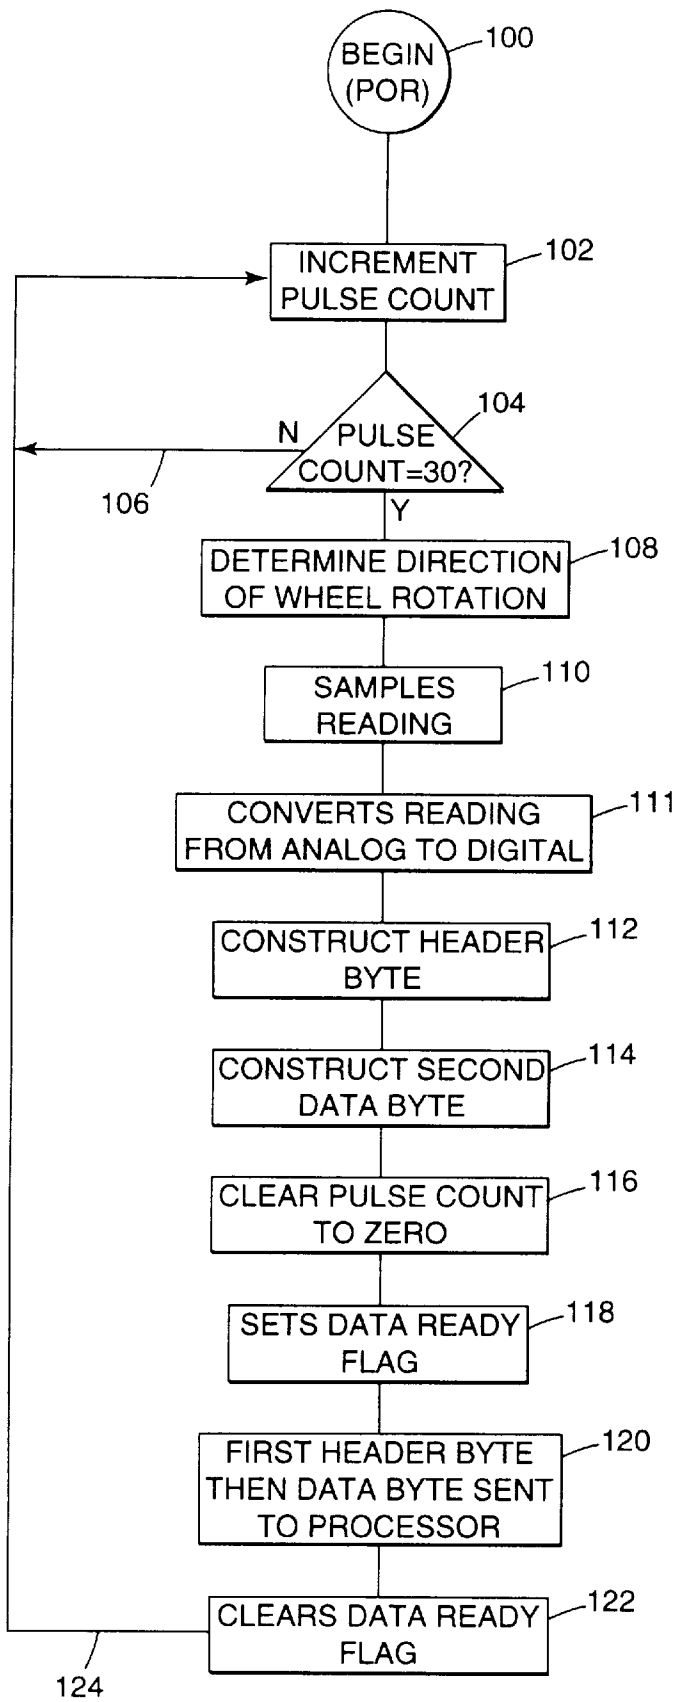 BEGIN
(POR)
100
INCREMENT
PULSE COUNT
102
PULSE
COUNT=30?
104
N
106
Y
DETERMINE DIRECTION
OF WHEEL ROTATION
108
SAMPLES
READING
110
CONVERTS READING
FROM ANALOG TO DIGITAL
111
CONSTRUCT HEADER
BYTE
112
CONSTRUCT SECOND
DATA BYTE
114
CLEAR PULSE COUNT
TO ZERO
116
SETS DATA READY
FLAG
118
FIRST HEADER BYTE
THEN DATA BYTE SENT
TO PROCESSOR
120
CLEARS DATA READY
FLAG
122
124